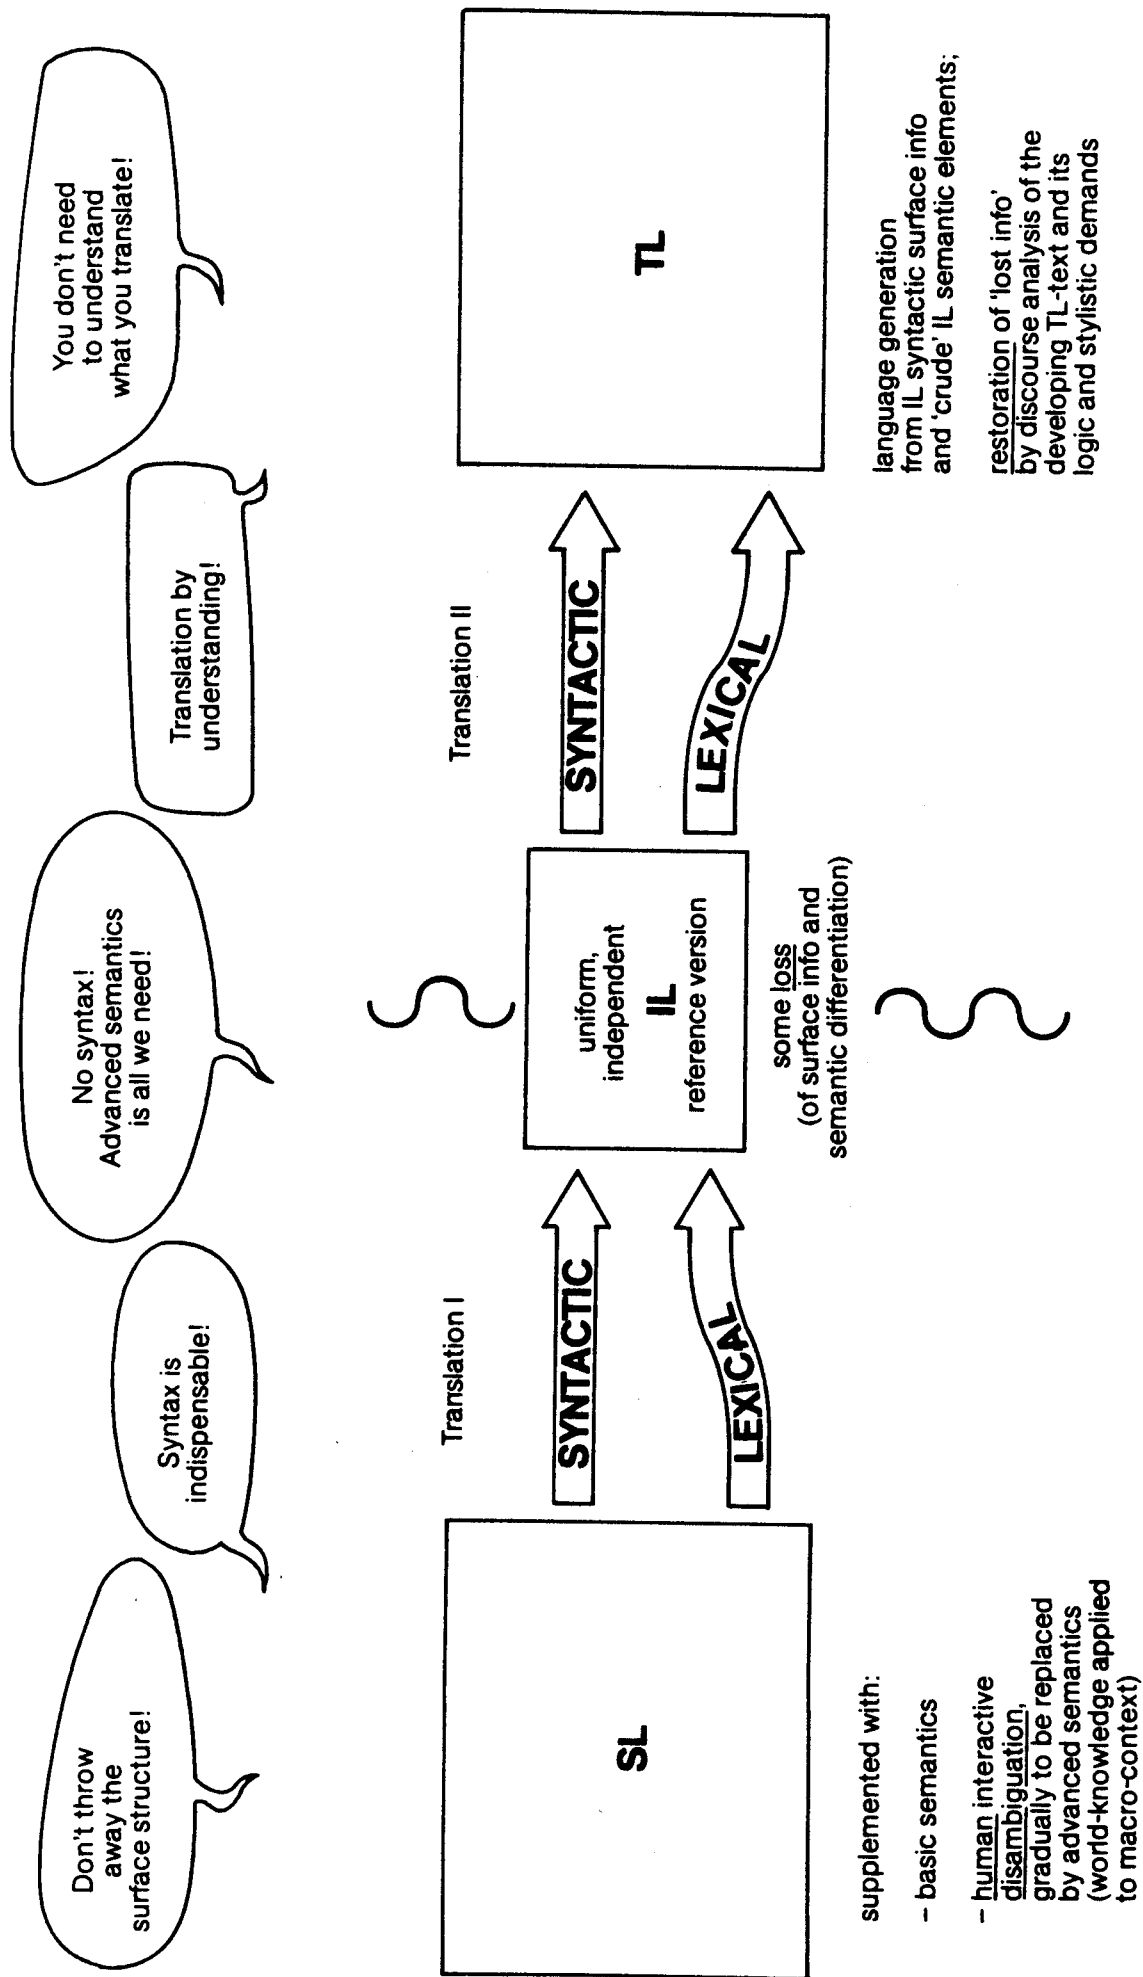 Don't throw
away the
surface structure!
Syntax is
indispensable!
No syntax!
Advanced semantics
is all we need!
Translation by
understanding!
You don't need
to understand
what you translate!
Translation I
Translation II
SL
SYNTACTIC
LEXICAL
uniform,
independent
IL
reference version
SYNTACTIC
LEXICAL
TL
supplemented with:
– basic semantics
– human interactive
disambiguation,
gradually to be replaced
by advanced semantics
(world-knowledge applied
to macro-context)
some loss
(of surface info and
semantic differentiation)
language generation
from IL syntactic surface info
and 'crude' IL semantic elements;
restoration of 'lost info'
by discourse analysis of the
developing TL-text and its
logic and stylistic demands